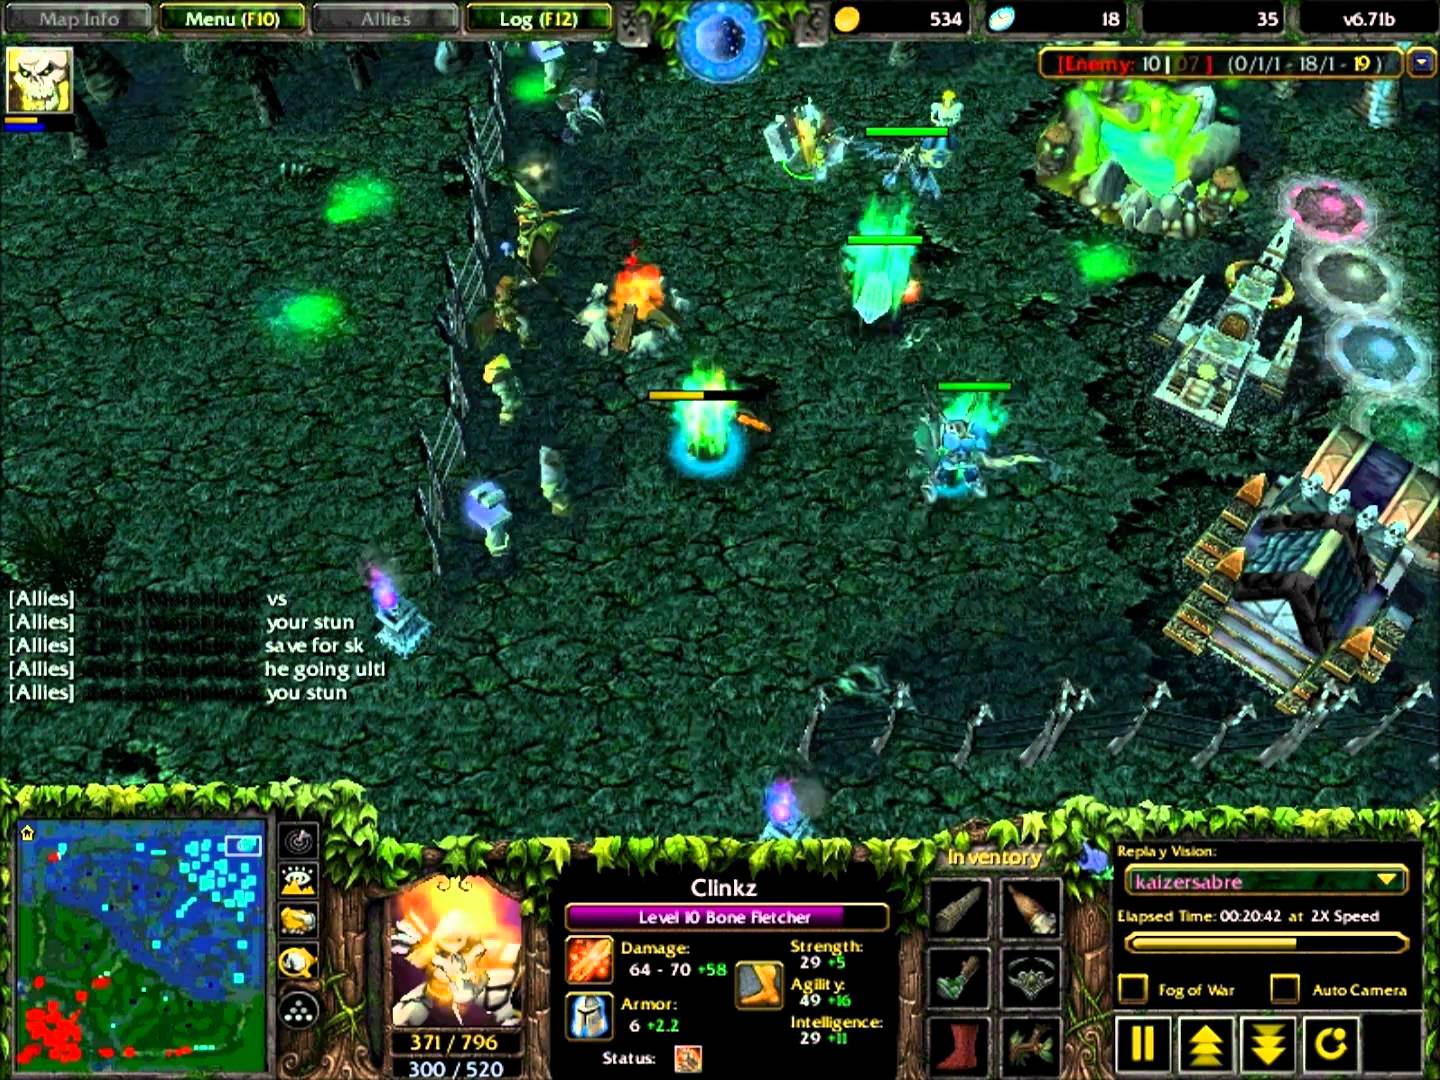 Map Info Menu (F10) Allies Log (F12) 534 18 35 v6.71b
[Enemy: 10 | 07 ] (0/1/1 - 18/1 - 19 )
[Allies] vs
[Allies] your stun
[Allies] save for sk
[Allies] he going ulti
[Allies] you stun
Clinkz
Level 10 Bone Fletcher
Damage:
64 - 70 +58
Armor:
6 +2.2
Status:
Strength:
29 +5
Agility:
49 +16
Intelligence:
29 +11
371 / 796
300 / 520
Inventory
Replay Vision:
kaizersabre
Elapsed Time: 00:20:42 at 2X Speed
Fog of War Auto Camera